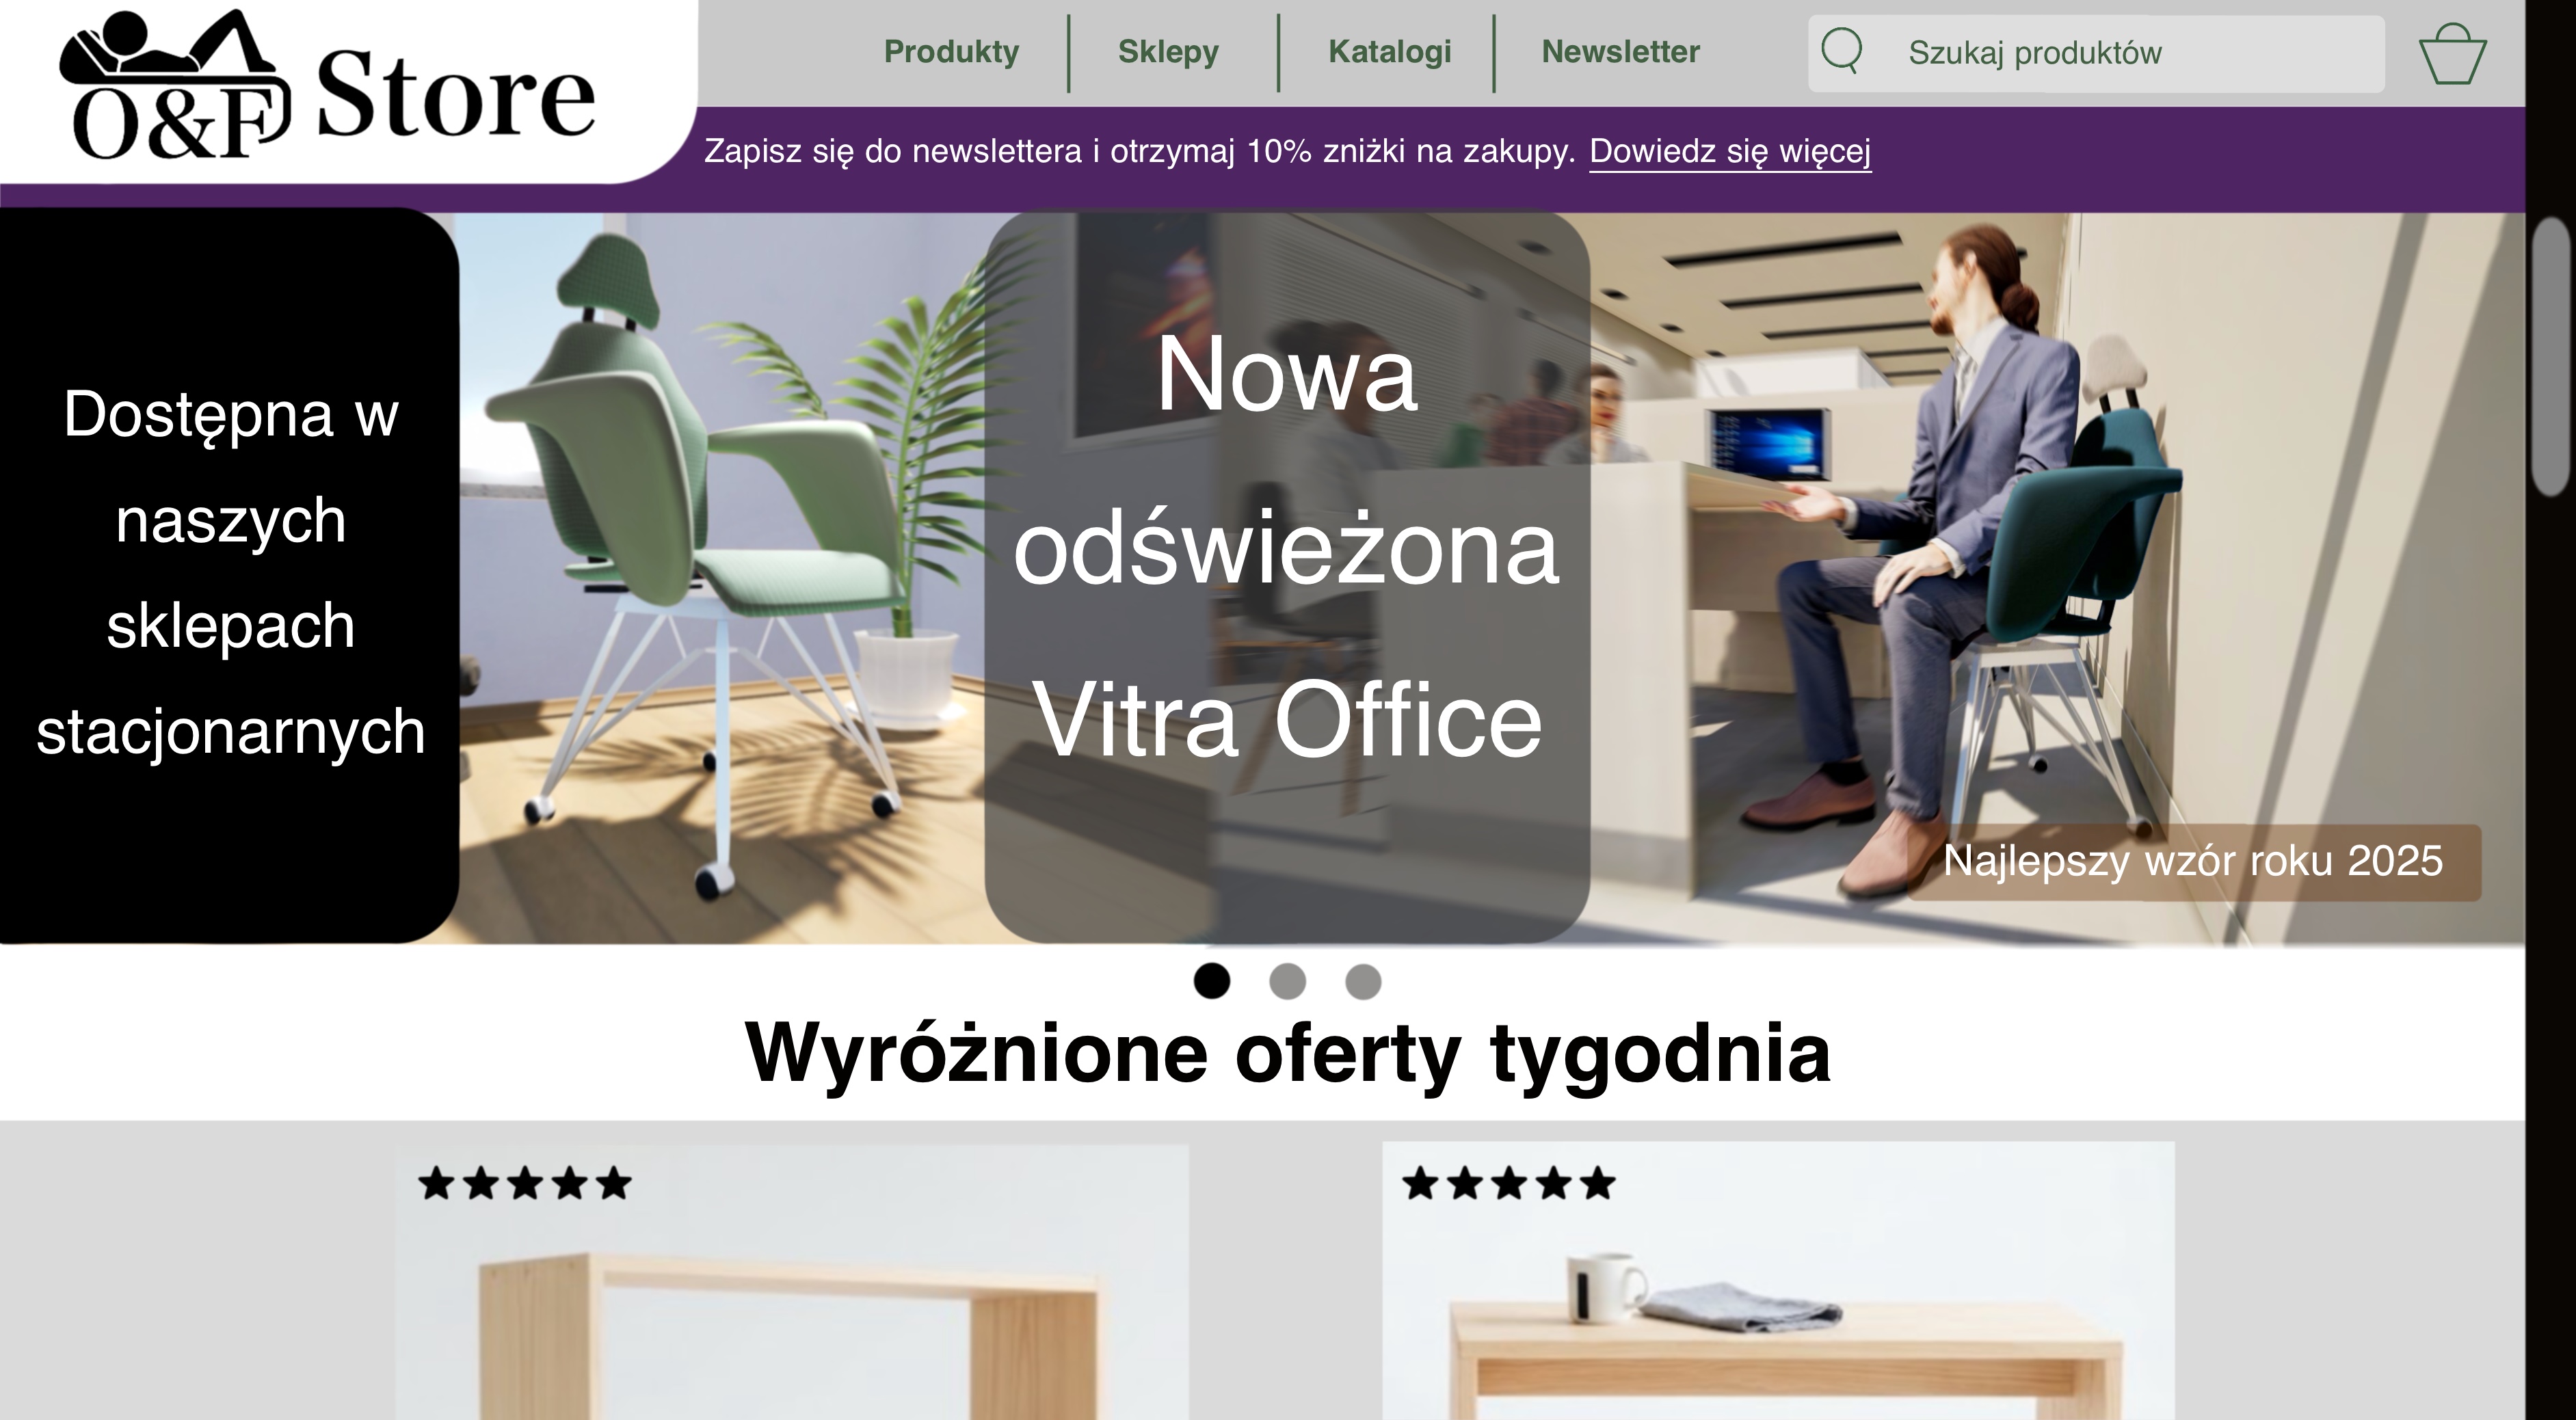 O&F Store
Produkty
Sklepy
Katalogi
Newsletter
Szukaj produktów
Zapisz się do newslettera i otrzymaj 10% zniżki na zakupy. Dowiedz się więcej
Dostępna w
naszych
sklepach
stacjonarnych
Nowa
odświeżona
Vitra Office
Najlepszy wzór roku 2025
Wyróżnione oferty tygodnia